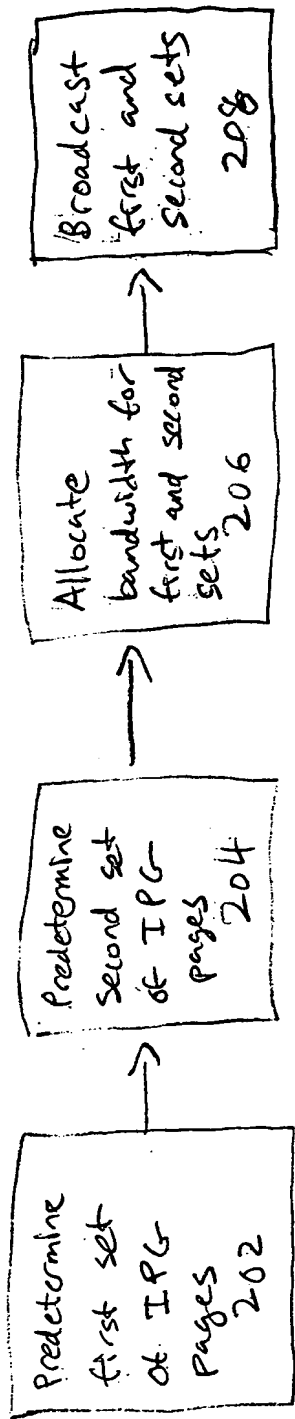 Predetermine
first set
of IPG
pages
202
Predetermine
second set
of IPG
pages
204
Allocate
bandwidth for
first and second
sets
206
Broadcast
first and
second sets
208